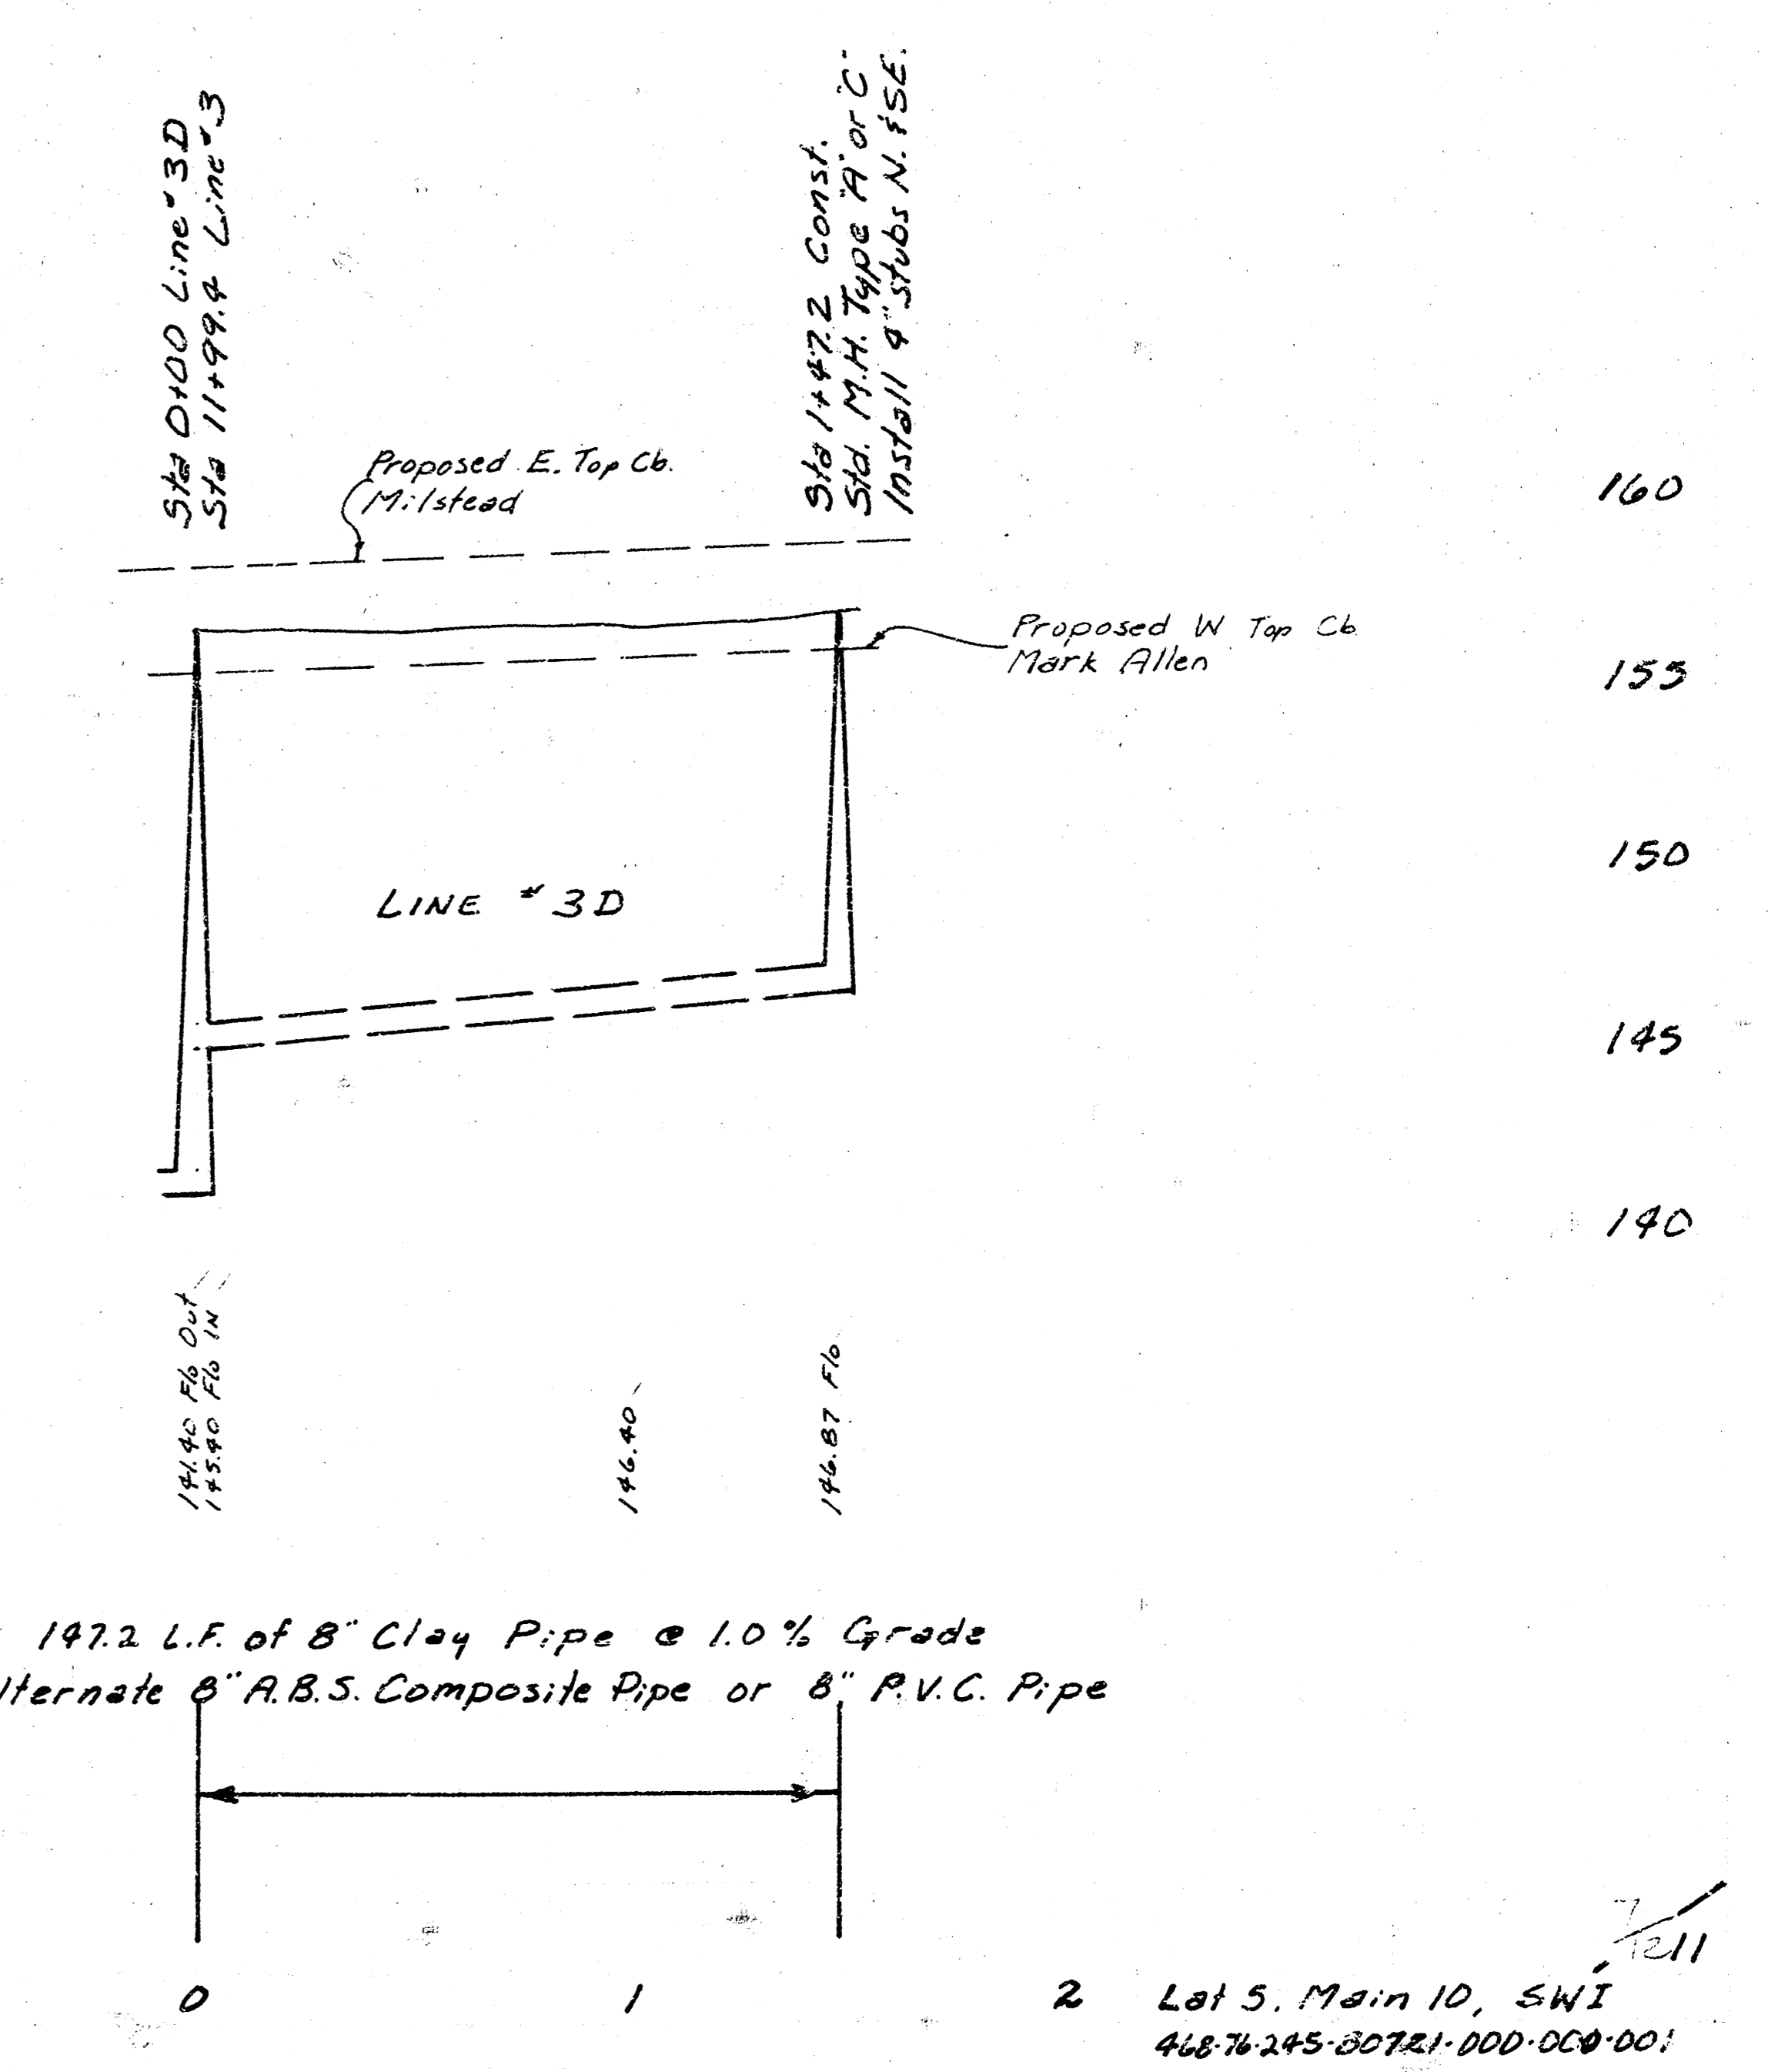 Sta 0+00 Line # 3D
Sta 11+99.4 Line # 3
Sta 1+47.2 Const.
Std. M.H. Type "A" or "C"
Install 4" stubs N. & SE.
Proposed E. Top Cb.
Milstead
160
Proposed W Top Cb
Mark Allen
155
150
LINE # 3D
145
140
141.40 Flo Out
145.40 Flo IN
146.40
146.87 Flo
147.2 L.F. of 8" Clay Pipe @ 1.0% Grade
lternate 8" A.B.S. Composite Pipe or 8" P.V.C. Pipe
0 1 2
7
11
Lat 5, Main 10, SWI
468-76-245-80721-000-000-001